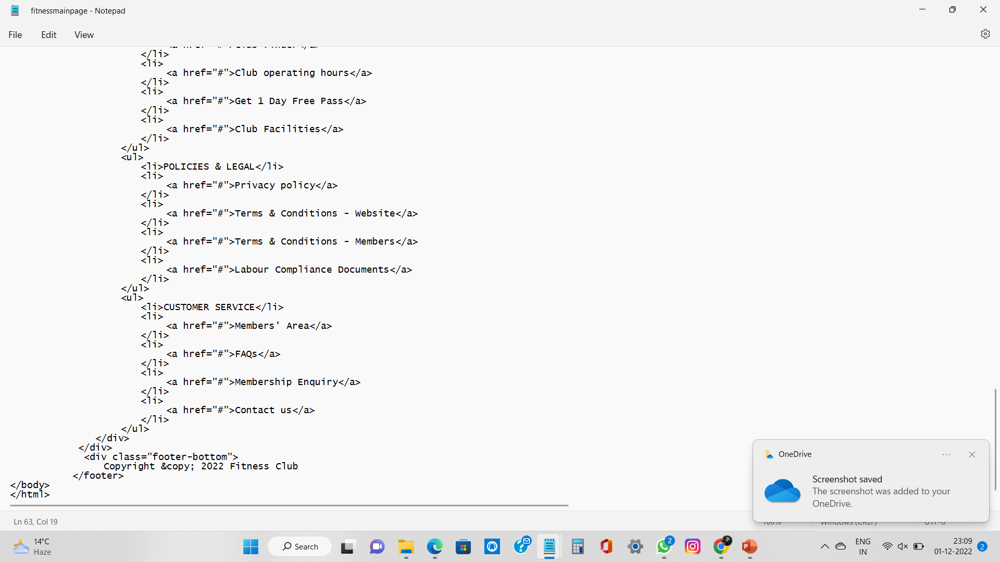 fitnessmainpage - Notepad
File Edit View
</li>
<li>
<a href="#">Club operating hours</a>
</li>
<li>
<a href="#">Get 1 Day Free Pass</a>
</li>
<li>
<a href="#">Club Facilities</a>
</li>
</ul>
<ul>
<li>POLICIES & LEGAL</li>
<li>
<a href="#">Privacy policy</a>
</li>
<li>
<a href="#">Terms & Conditions - Website</a>
</li>
<li>
<a href="#">Terms & Conditions - Members</a>
</li>
<li>
<a href="#">Labour Compliance Documents</a>
</li>
</ul>
<ul>
<li>CUSTOMER SERVICE</li>
<li>
<a href="#">Members' Area</a>
</li>
<li>
<a href="#">FAQs</a>
</li>
<li>
<a href="#">Membership Enquiry</a>
</li>
<li>
<a href="#">Contact us</a>
</li>
</ul>
</div>
</div>
<div class="footer-bottom">
Copyright &copy; 2022 Fitness Club
</footer>
</body>
</html>
OneDrive
Screenshot saved
The screenshot was added to your
OneDrive.
Ln 63, Col 19
14°C
Haze
Search
2
ENG
IN
23:09
01-12-2022
2